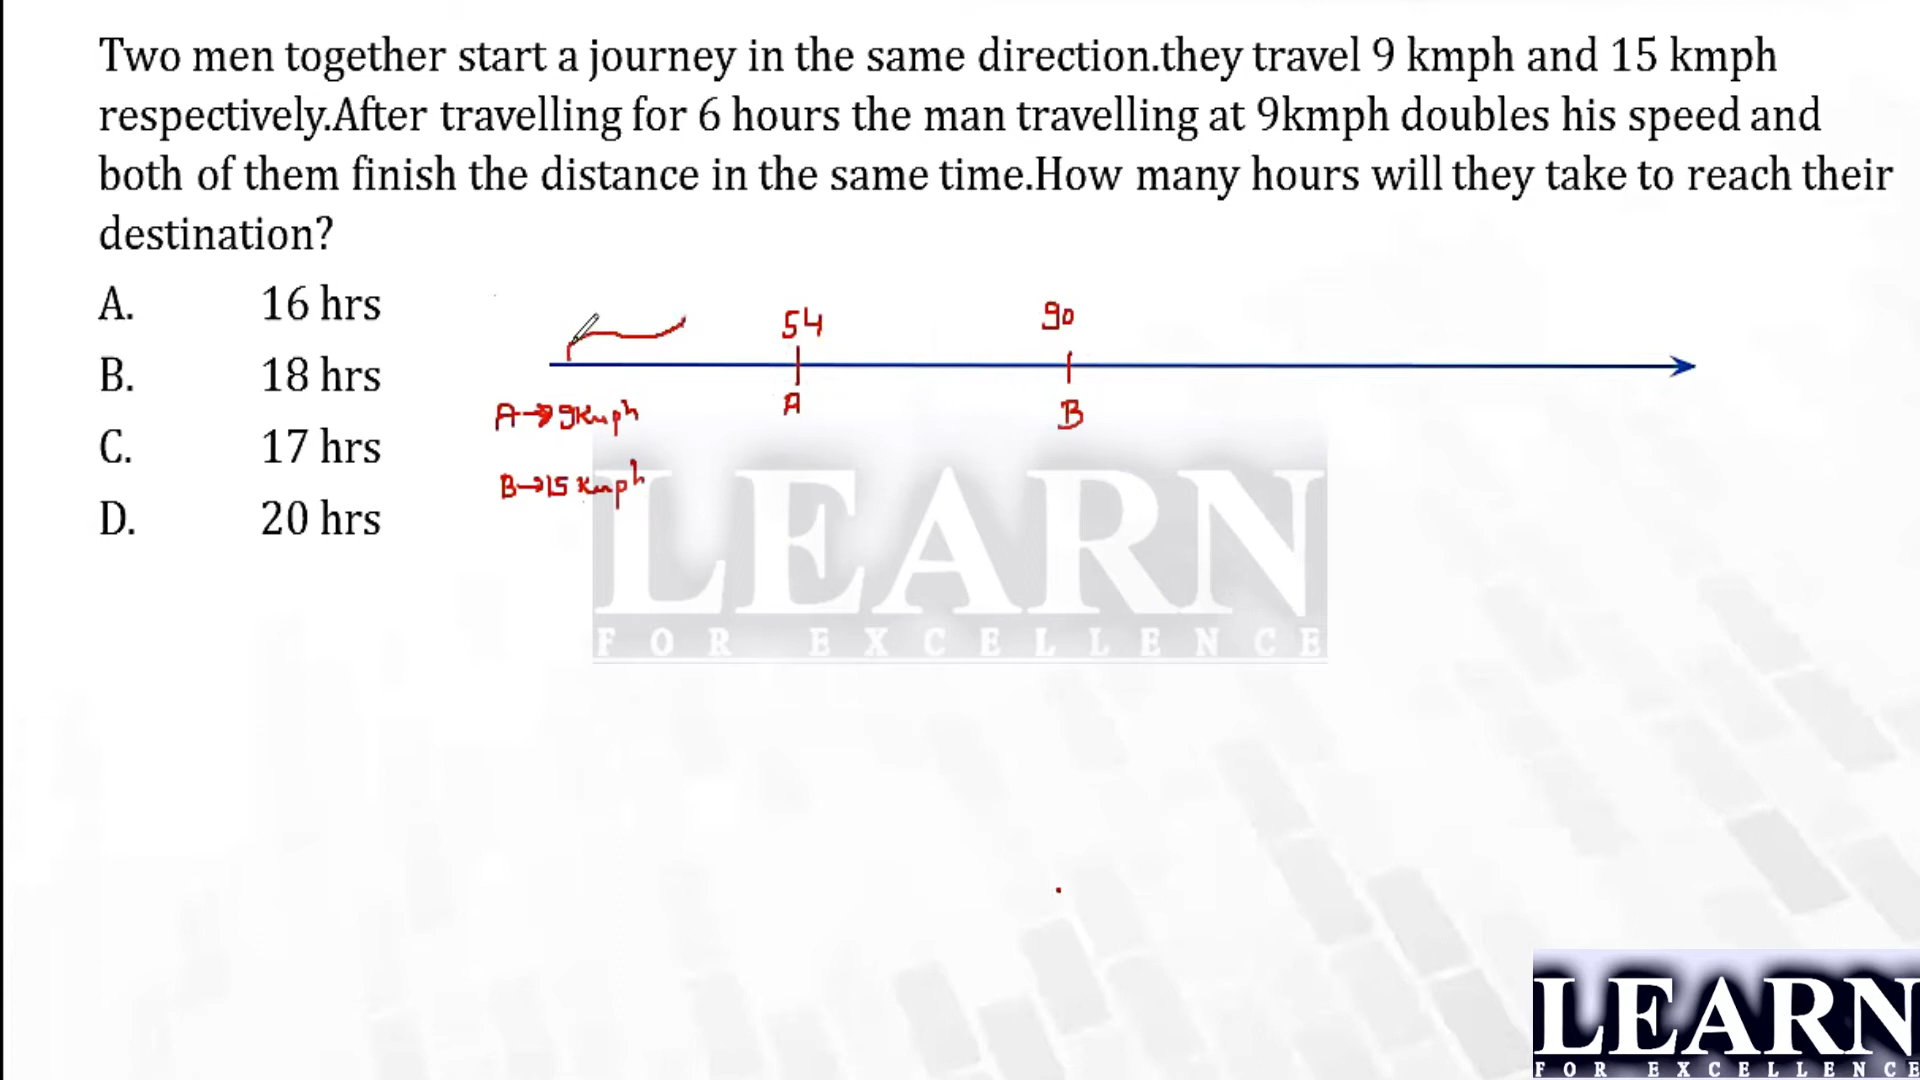 Two men together start a journey in the same direction.they travel 9 kmph and 15 kmph
respectively.After travelling for 6 hours the man travelling at 9kmph doubles his speed and
both of them finish the distance in the same time.How many hours will they take to reach their
destination?
A. 16 hrs
B. 18 hrs
C. 17 hrs
D. 20 hrs
54
90
A
B
A→9kmph
B→15 kmph
LEARN
FOR EXCELLENCE
LEARN
FOR EXCELLENCE